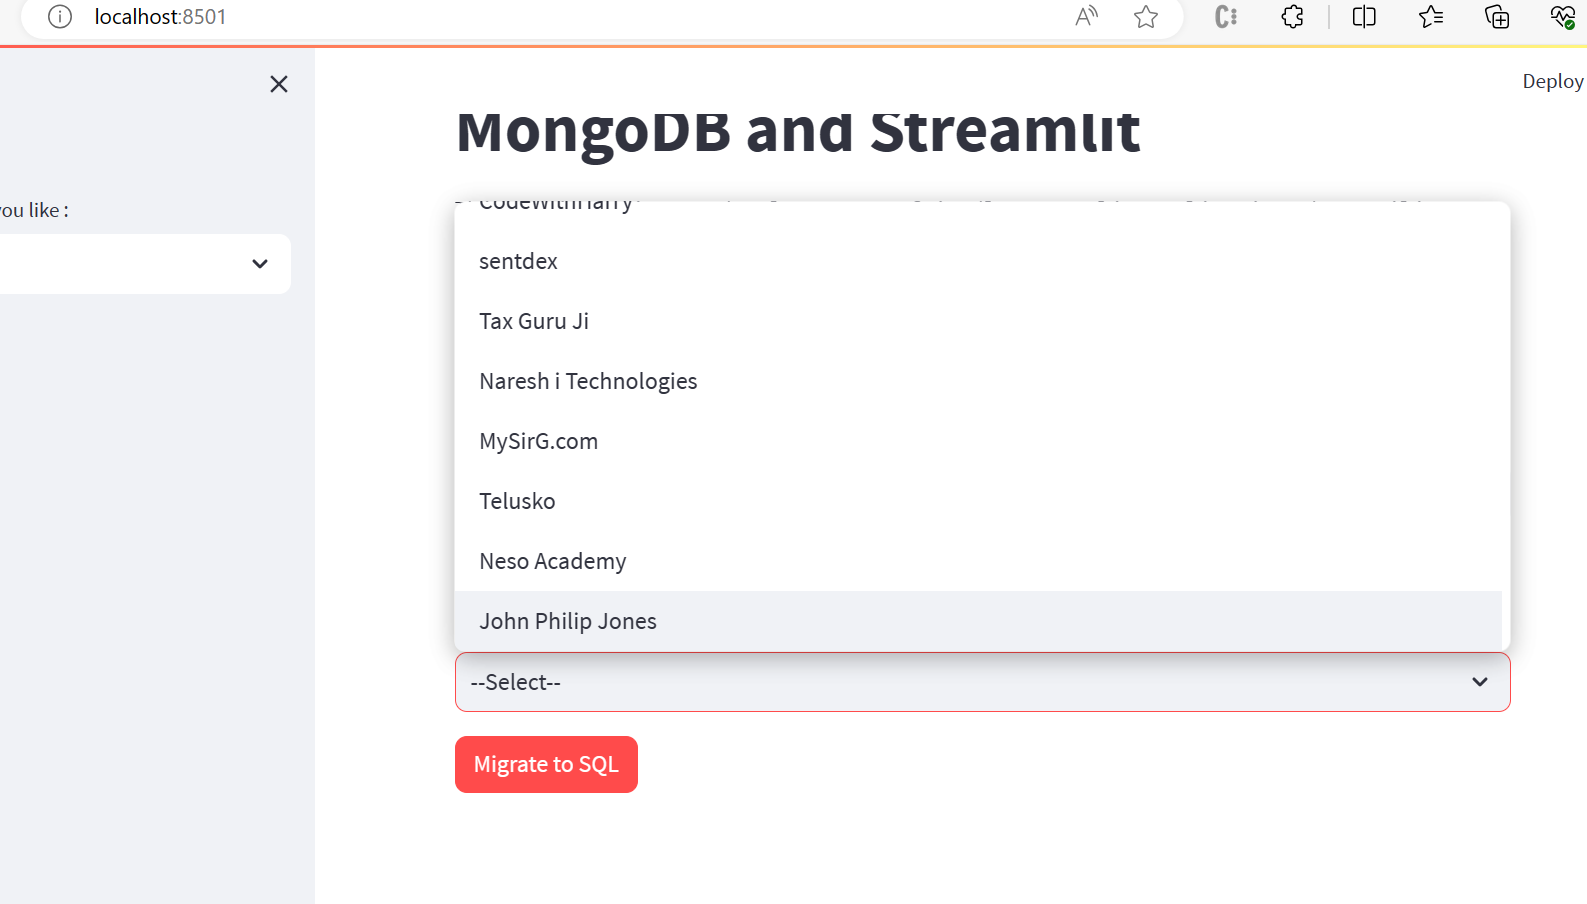 localhost:8501
Deploy
MongoDB and Streamlit
you like :
CodeWithHarry
sentdex
Tax Guru Ji
Naresh i Technologies
MySirG.com
Telusko
Neso Academy
John Philip Jones
--Select--
Migrate to SQL